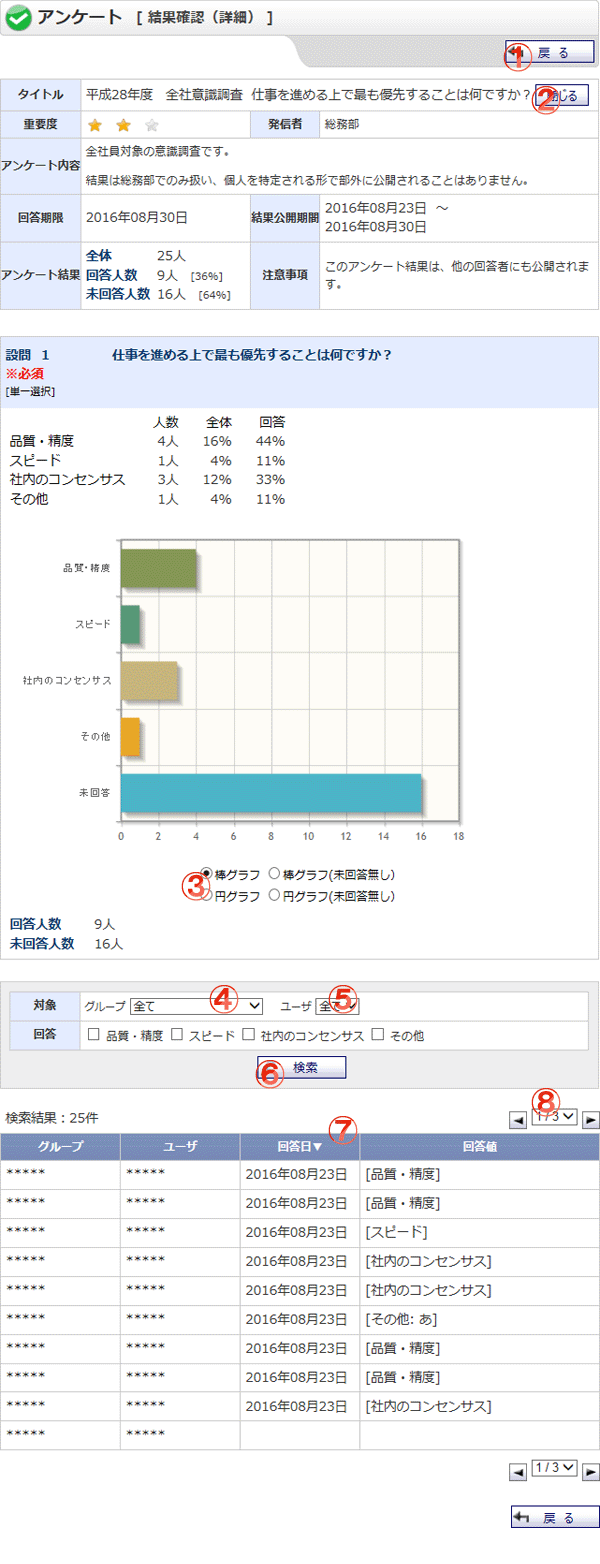 アンケート [ 結果確認（詳細） ]
① 戻 る
タイトル 平成28年度　全社意識調査　仕事を進める上で最も優先することは何ですか？ ② じる
重要度 発信者 総務部
アンケート内容 全社員対象の意識調査です。
結果は総務部でのみ扱い、個人を特定される形で部外に公開されることはありません。
回答期限 2016年08月30日 結果公開期間 2016年08月23日 ～
2016年08月30日
アンケート結果 全体 25人
回答人数 9人 [36%]
未回答人数 16人 [64%]
注意事項 このアンケート結果は、他の回答者にも公開されま
す。
設問 1 仕事を進める上で最も優先することは何ですか？
※必須
[単一選択]
人数 全体 回答
品質・精度 4人 16% 44%
スピード 1人 4% 11%
社内のコンセンサス 3人 12% 33%
その他 1人 4% 11%
品質・精度
スピード
社内のコンセンサス
その他
未回答
0 2 4 6 8 10 12 14 16 18
③ 棒グラフ 棒グラフ(未回答無し)
円グラフ 円グラフ(未回答無し)
回答人数 9人
未回答人数 16人
対象 グループ 全て ④ ユーザ 全て ⑤
回答 品質・精度 スピード 社内のコンセンサス その他
⑥ 検索
検索結果：25件 ⑧ 1 / 3
グループ ユーザ 回答日▼ ⑦ 回答値
***** ***** 2016年08月23日 [品質・精度]
***** ***** 2016年08月23日 [品質・精度]
***** ***** 2016年08月23日 [スピード]
***** ***** 2016年08月23日 [社内のコンセンサス]
***** ***** 2016年08月23日 [社内のコンセンサス]
***** ***** 2016年08月23日 [その他: あ]
***** ***** 2016年08月23日 [品質・精度]
***** ***** 2016年08月23日 [品質・精度]
***** ***** 2016年08月23日 [社内のコンセンサス]
***** *****
1 / 3
戻 る